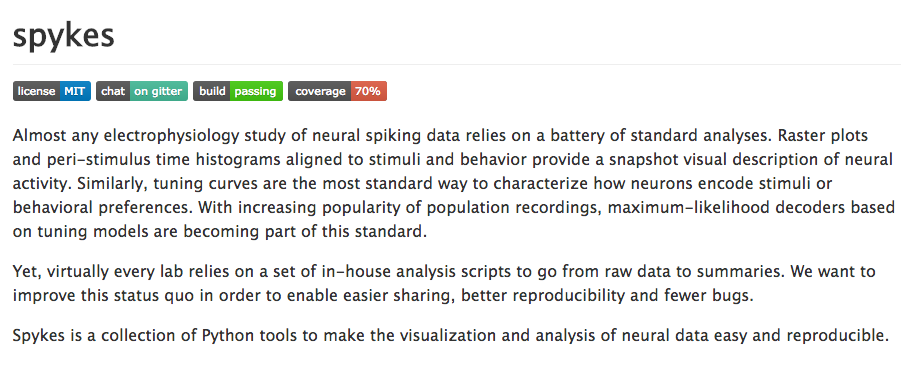 spykes
license MIT chat on gitter build passing coverage 70%
Almost any electrophysiology study of neural spiking data relies on a battery of standard analyses. Raster plots
and peri-stimulus time histograms aligned to stimuli and behavior provide a snapshot visual description of neural
activity. Similarly, tuning curves are the most standard way to characterize how neurons encode stimuli or
behavioral preferences. With increasing popularity of population recordings, maximum-likelihood decoders based
on tuning models are becoming part of this standard.
Yet, virtually every lab relies on a set of in-house analysis scripts to go from raw data to summaries. We want to
improve this status quo in order to enable easier sharing, better reproducibility and fewer bugs.
Spykes is a collection of Python tools to make the visualization and analysis of neural data easy and reproducible.